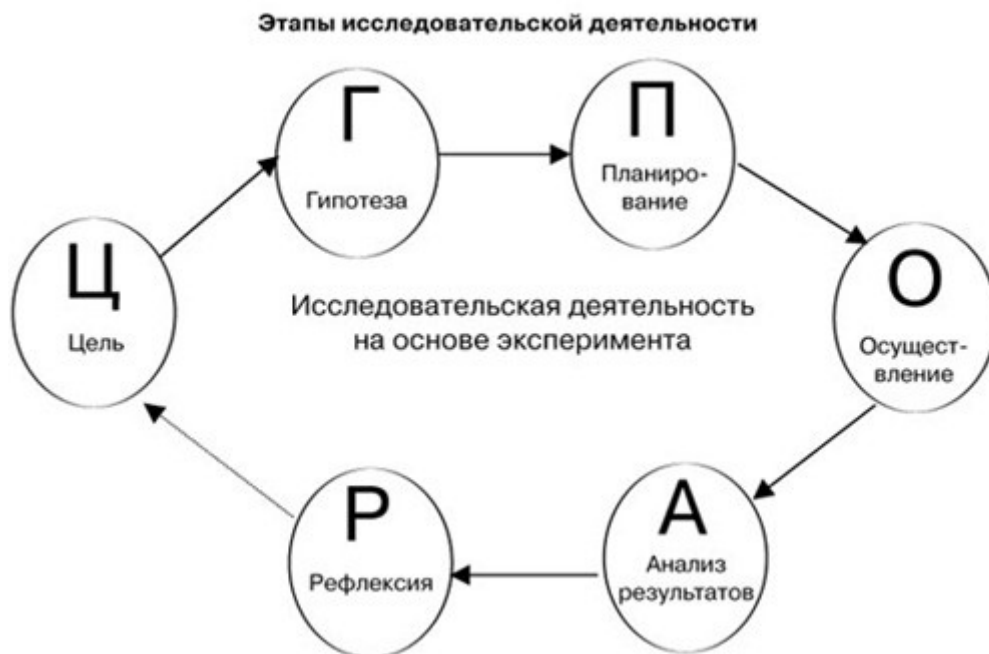 Этапы исследовательской деятельности
Г
Гипотеза
П
Планиро-
вание
Ц
Цель
Исследовательская деятельность
на основе эксперимента
О
Осущест-
вление
Р
Рефлексия
А
Анализ
результатов